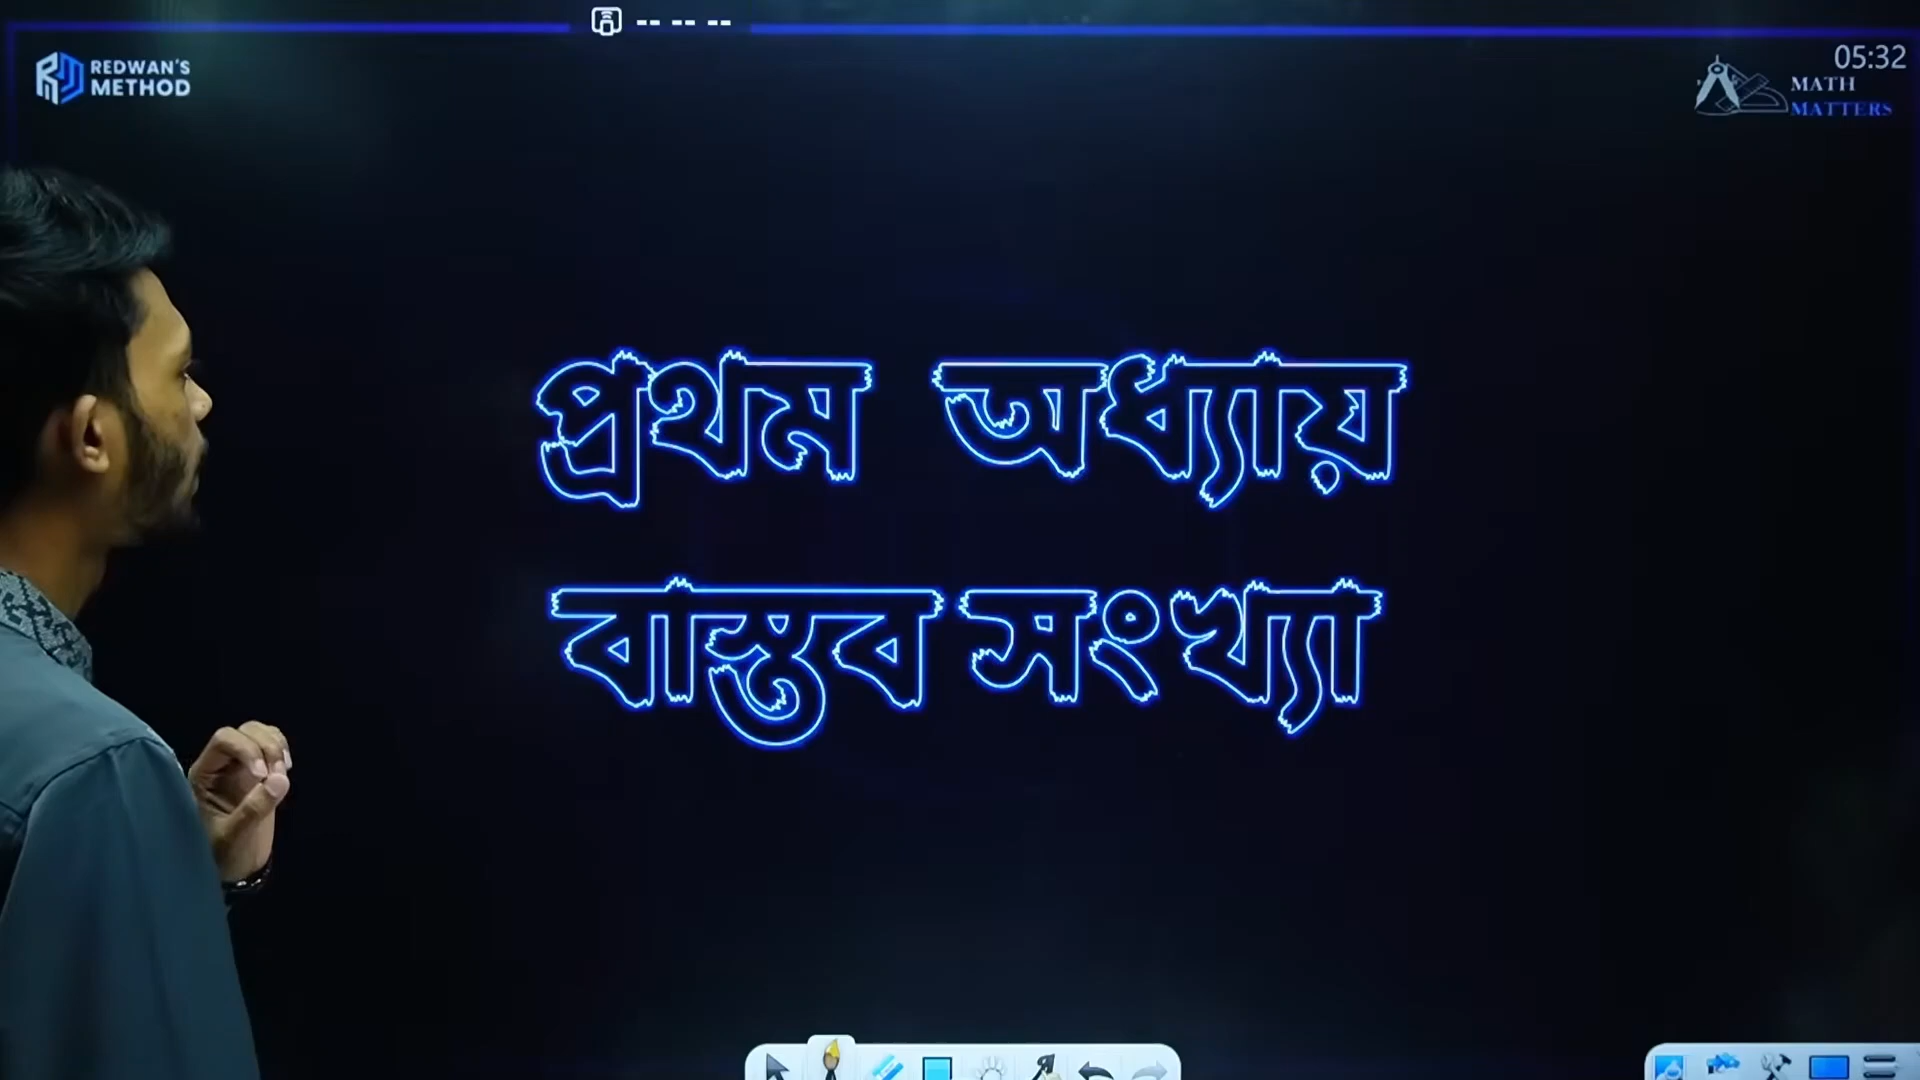 -- -- --
REDWAN'S
METHOD
05:32
MATH
MATTERS
প্রথম অধ্যায়
বাস্তব সংখ্যা